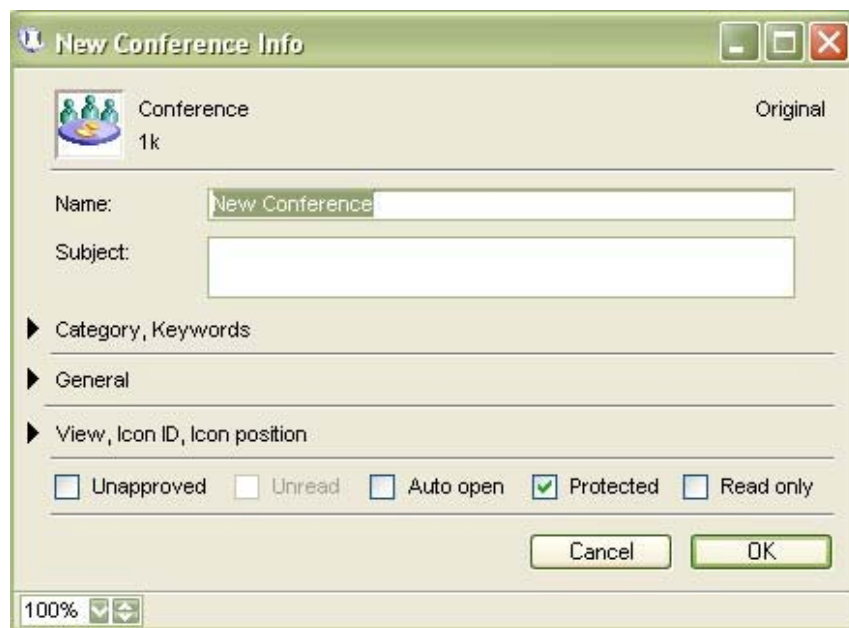 New Conference Info
Conference Original
1k
Name: New Conference
Subject:
Category, Keywords
General
View, Icon ID, Icon position
Unapproved Unread Auto open Protected Read only
Cancel OK
100%